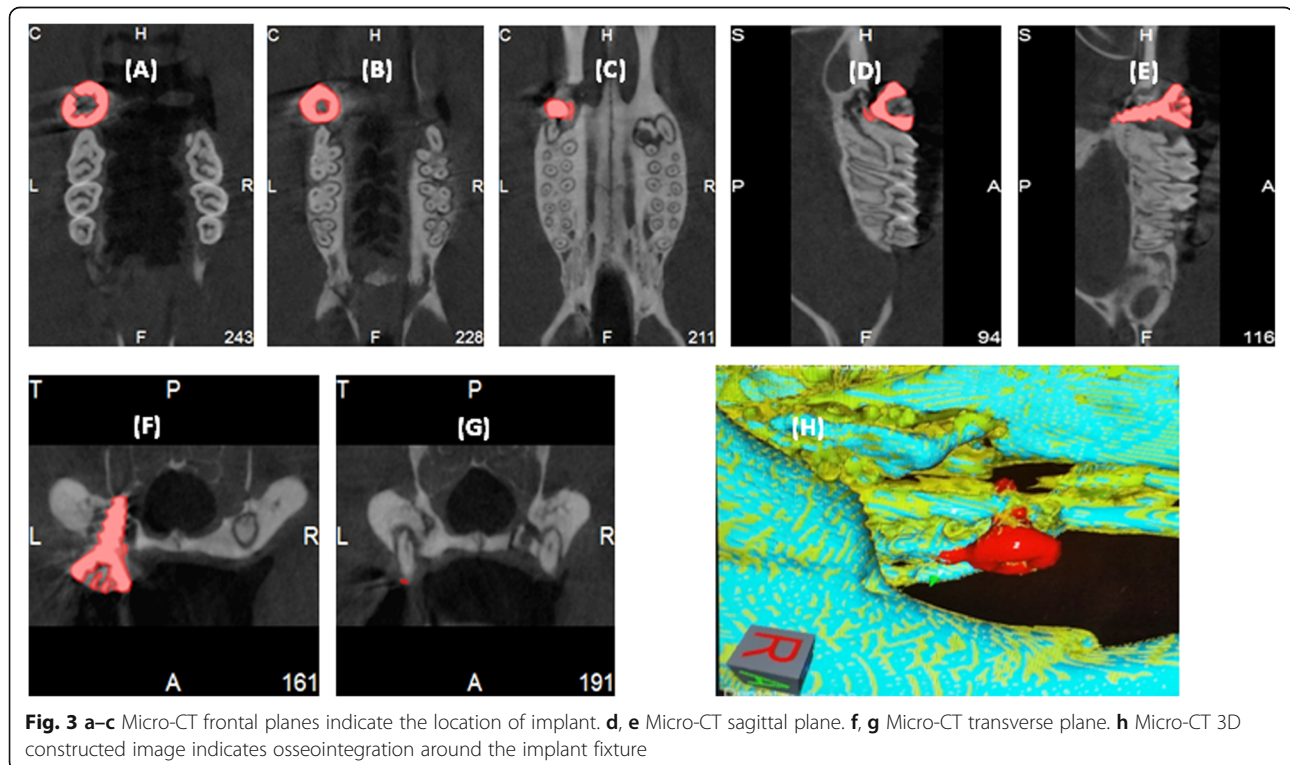 C H C H C H S H S H
(A) (B) (C) (D) (E)
L R L R L R P A P A
F 243 F 228 F 211 F 94 F 116
T P T P
(F) (G) (H)
L R L R
A 161 A 191
R
A
Fig. 3 a–c Micro-CT frontal planes indicate the location of implant. d, e Micro-CT sagittal plane. f, g Micro-CT transverse plane. h Micro-CT 3D
constructed image indicates osseointegration around the implant fixture